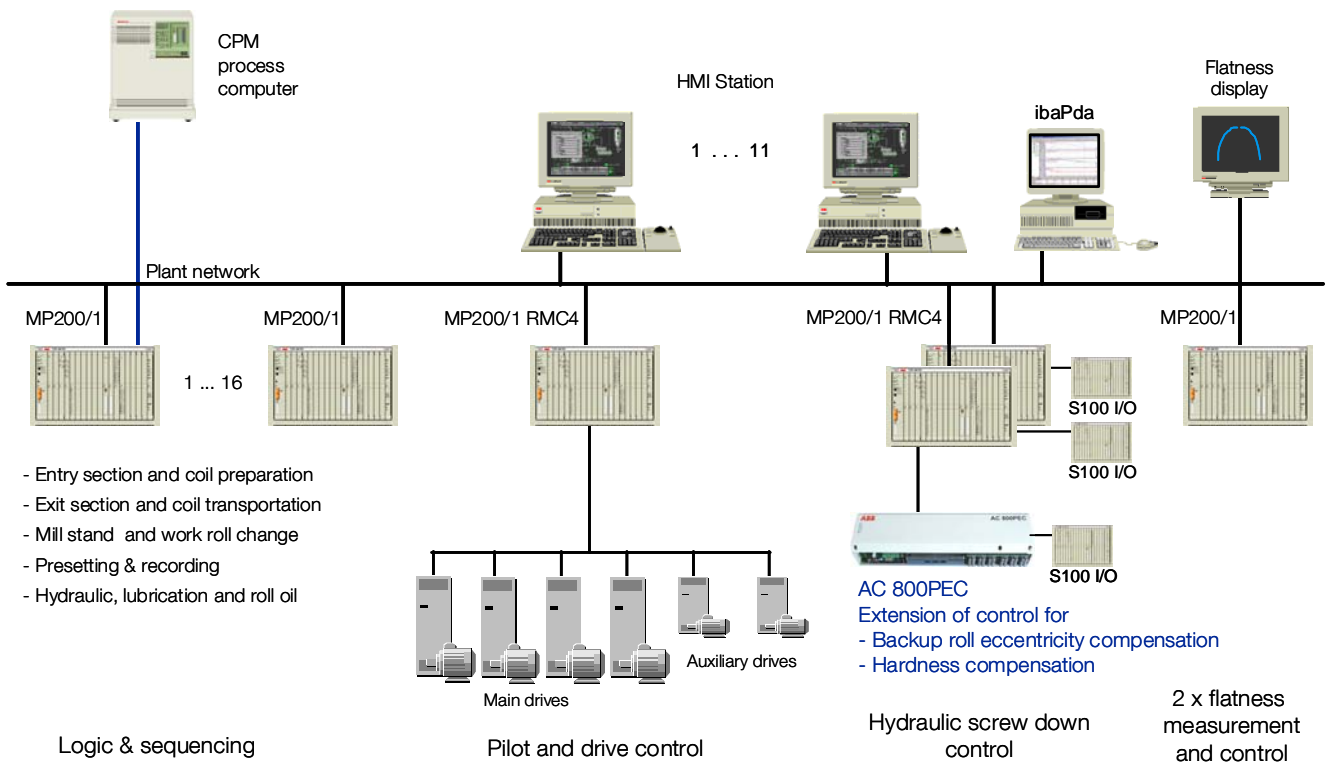 CPM
process
computer
HMI Station
1 . . . 11
ibaPda
Flatness
display
Plant network
MP200/1
MP200/1
MP200/1 RMC4
MP200/1 RMC4
MP200/1
1 ... 16
S100 I/O
S100 I/O
- Entry section and coil preparation
- Exit section and coil transportation
- Mill stand and work roll change
- Presetting & recording
- Hydraulic, lubrication and roll oil
ABB
AC 800PEC
S100 I/O
AC 800PEC
Extension of control for
- Backup roll eccentricity compensation
- Hardness compensation
Auxiliary drives
Main drives
Logic & sequencing
Pilot and drive control
Hydraulic screw down
control
2 x flatness
measurement
and control